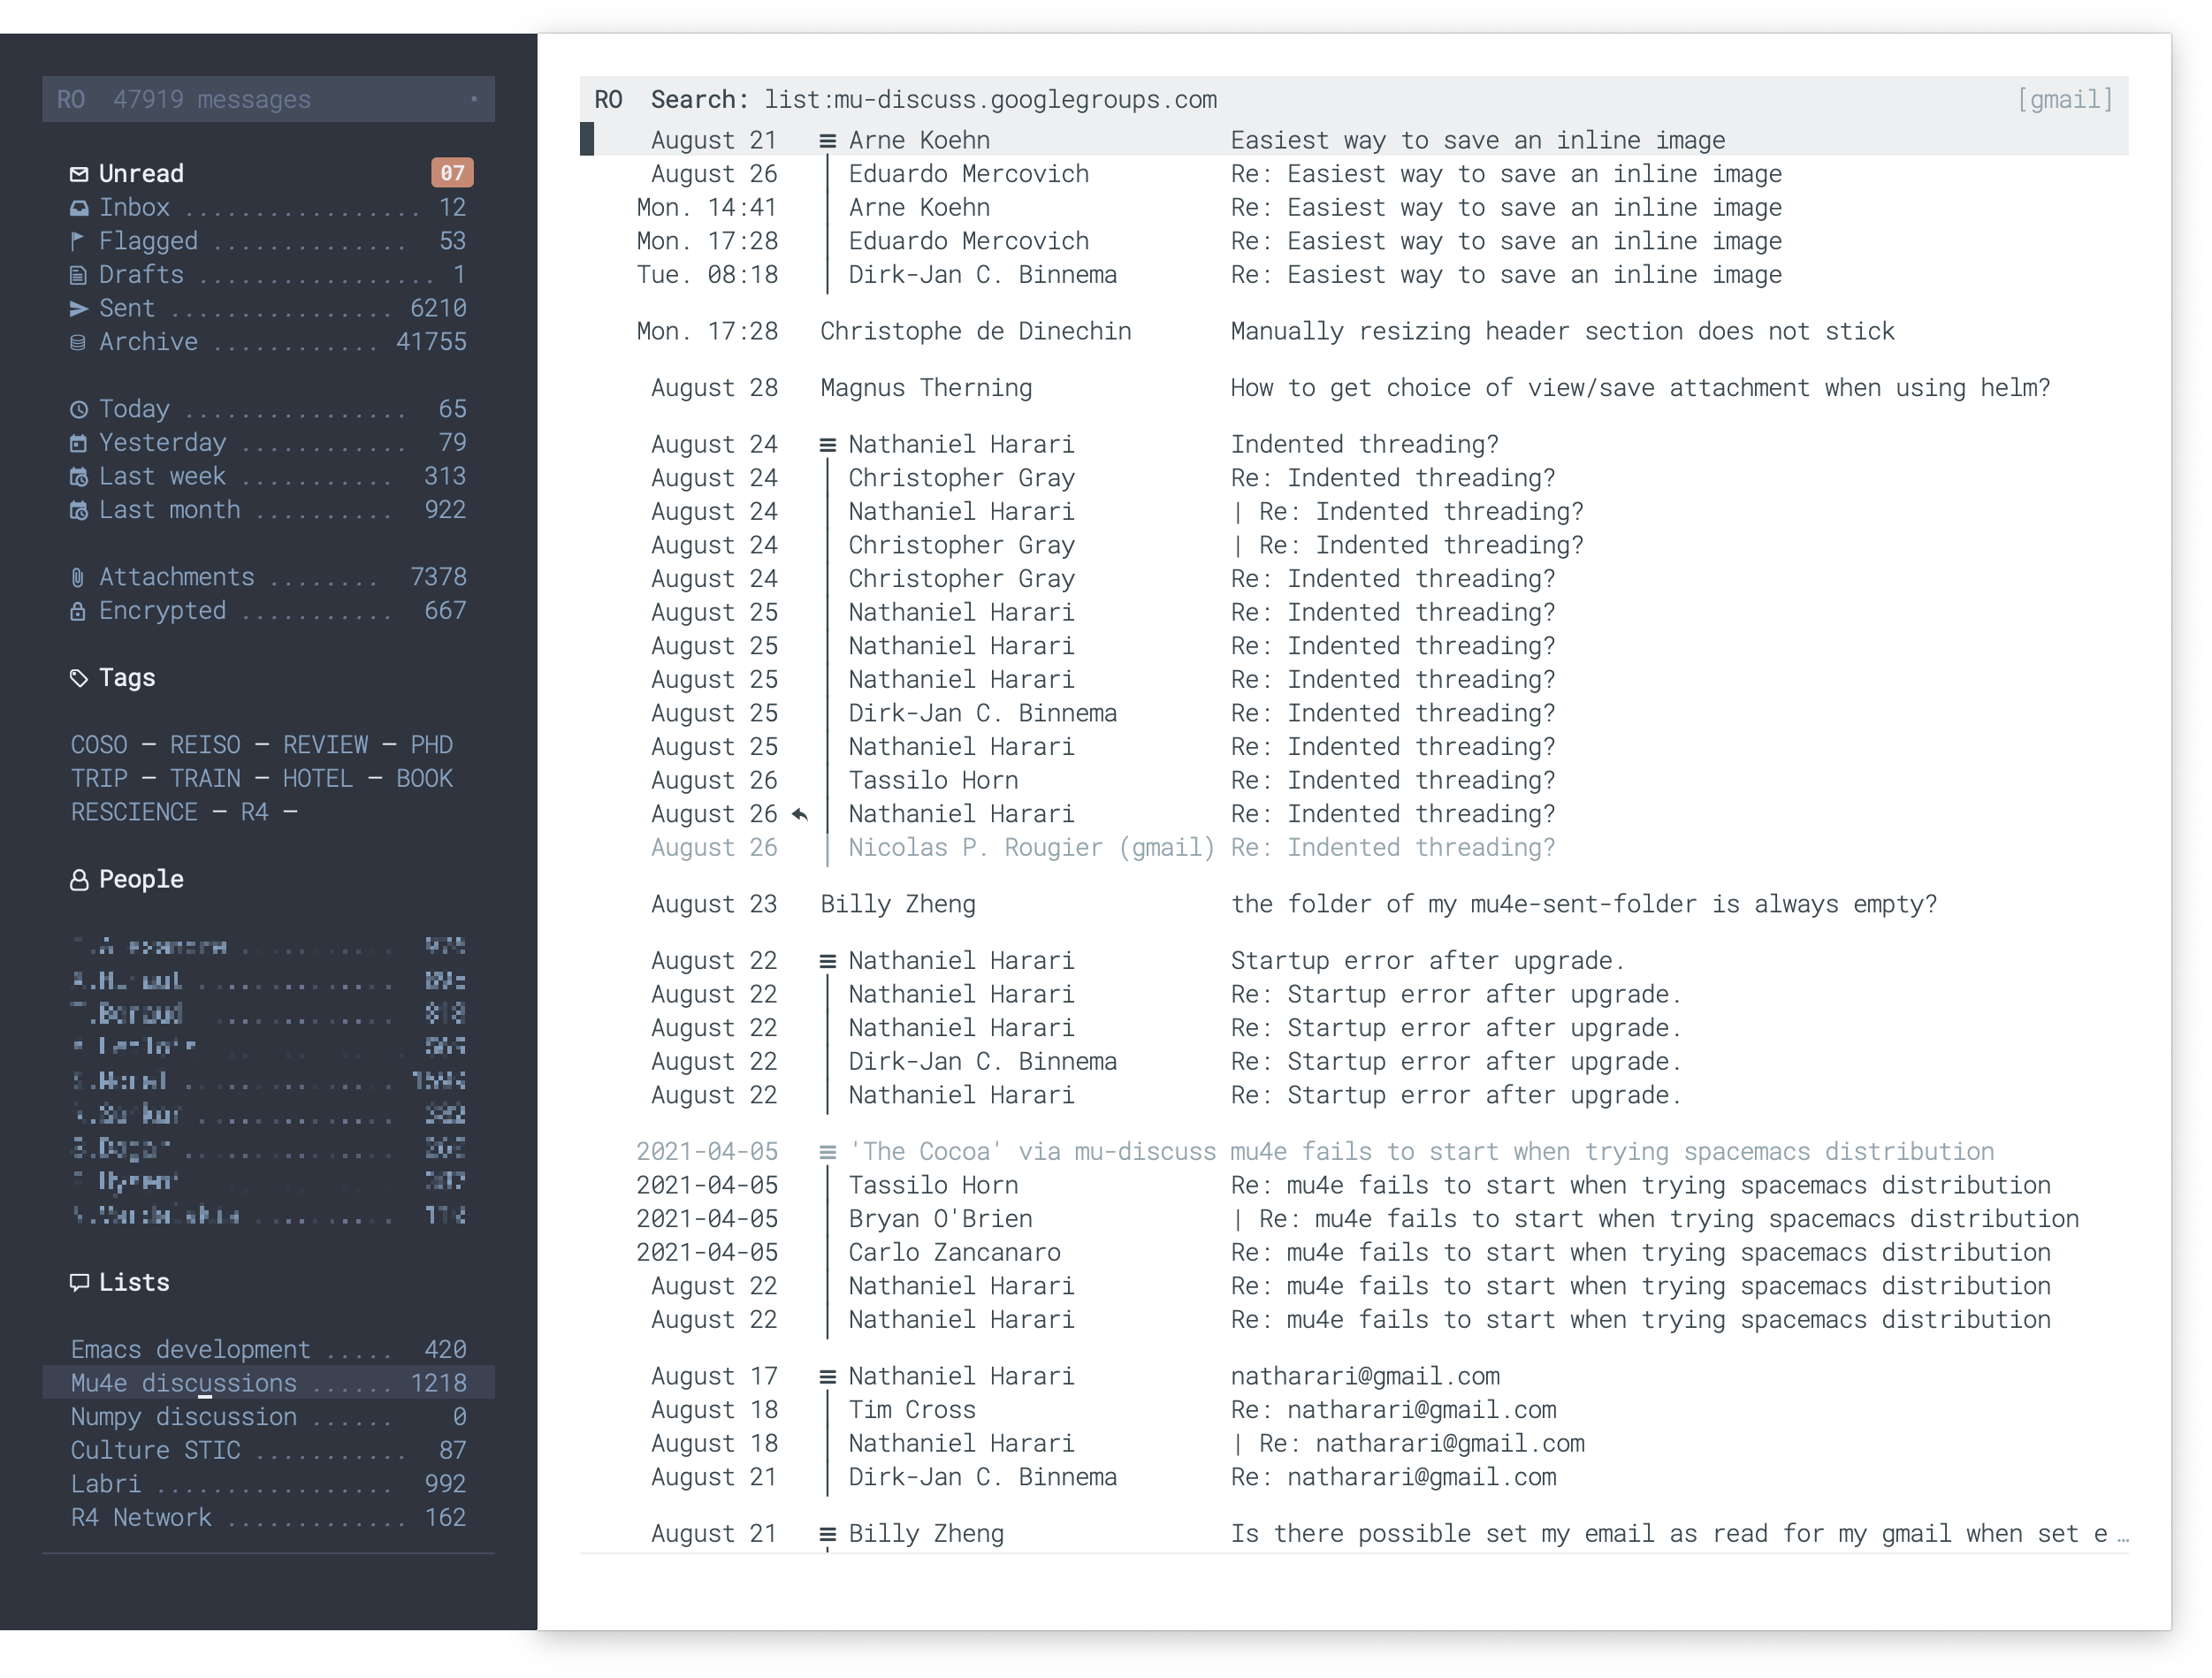 RO 47919 messages •
Unread 07
Inbox ................. 12
Flagged .............. 53
Drafts ................. 1
Sent ................ 6210
Archive ............ 41755
Today ................ 65
Yesterday ............ 79
Last week ........... 313
Last month .......... 922
Attachments ........ 7378
Encrypted ........... 667
Tags
COSO – REISO – REVIEW – PHD
TRIP – TRAIN – HOTEL – BOOK
RESCIENCE – R4 –
People
Lists
Emacs development ..... 420
Mu4e discussions ...... 1218
Numpy discussion ...... 0
Culture STIC ........... 87
Labri ................. 992
R4 Network ............. 162
RO Search: list:mu-discuss.googlegroups.com [gmail]
August 21 ≡ Arne Koehn Easiest way to save an inline image
August 26 Eduardo Mercovich Re: Easiest way to save an inline image
Mon. 14:41 Arne Koehn Re: Easiest way to save an inline image
Mon. 17:28 Eduardo Mercovich Re: Easiest way to save an inline image
Tue. 08:18 Dirk-Jan C. Binnema Re: Easiest way to save an inline image
Mon. 17:28 Christophe de Dinechin Manually resizing header section does not stick
August 28 Magnus Therning How to get choice of view/save attachment when using helm?
August 24 ≡ Nathaniel Harari Indented threading?
August 24 Christopher Gray Re: Indented threading?
August 24 Nathaniel Harari | Re: Indented threading?
August 24 Christopher Gray | Re: Indented threading?
August 24 Christopher Gray Re: Indented threading?
August 25 Nathaniel Harari Re: Indented threading?
August 25 Nathaniel Harari Re: Indented threading?
August 25 Nathaniel Harari Re: Indented threading?
August 25 Dirk-Jan C. Binnema Re: Indented threading?
August 25 Nathaniel Harari Re: Indented threading?
August 26 Tassilo Horn Re: Indented threading?
August 26 Nathaniel Harari Re: Indented threading?
August 26 Nicolas P. Rougier (gmail) Re: Indented threading?
August 23 Billy Zheng the folder of my mu4e-sent-folder is always empty?
August 22 ≡ Nathaniel Harari Startup error after upgrade.
August 22 Nathaniel Harari Re: Startup error after upgrade.
August 22 Nathaniel Harari Re: Startup error after upgrade.
August 22 Dirk-Jan C. Binnema Re: Startup error after upgrade.
August 22 Nathaniel Harari Re: Startup error after upgrade.
2021-04-05 ≡ 'The Cocoa' via mu-discuss mu4e fails to start when trying spacemacs distribution
2021-04-05 Tassilo Horn Re: mu4e fails to start when trying spacemacs distribution
2021-04-05 Bryan O'Brien | Re: mu4e fails to start when trying spacemacs distribution
2021-04-05 Carlo Zancanaro Re: mu4e fails to start when trying spacemacs distribution
August 22 Nathaniel Harari Re: mu4e fails to start when trying spacemacs distribution
August 22 Nathaniel Harari Re: mu4e fails to start when trying spacemacs distribution
August 17 ≡ Nathaniel Harari natharari@gmail.com
August 18 Tim Cross Re: natharari@gmail.com
August 18 Nathaniel Harari | Re: natharari@gmail.com
August 21 Dirk-Jan C. Binnema Re: natharari@gmail.com
August 21 ≡ Billy Zheng Is there possible set my email as read for my gmail when set e …